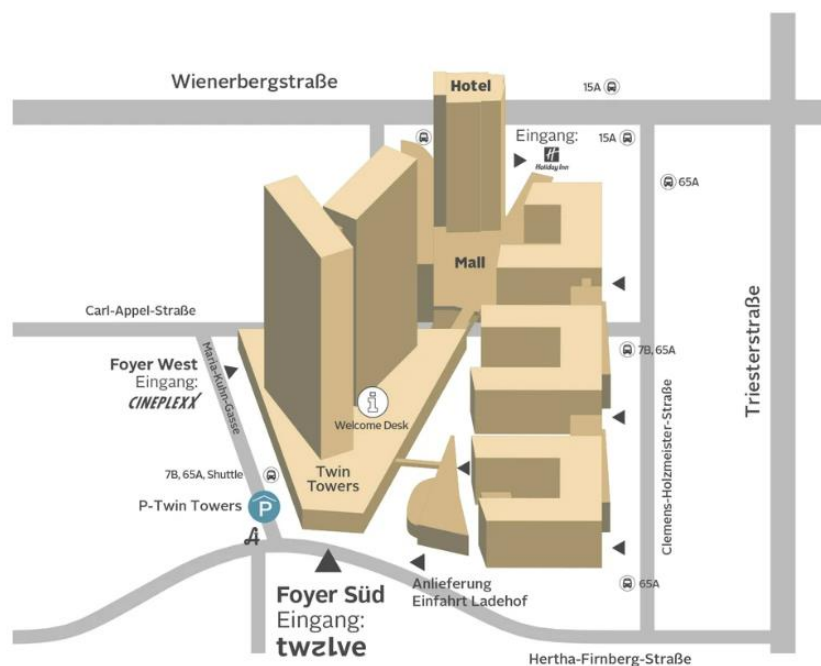 Wienerbergstraße
Hotel
15A
Eingang:
Holiday Inn
15A
65A
Mall
Carl-Appel-Straße
Triesterstraße
Foyer West
Eingang:
CINEPLEXX
Maria-Kuhn-Gasse
7B, 65A
i
Welcome Desk
Clemens-Holzmeister-Straße
7B, 65A, Shuttle
Twin
Towers
P-Twin Towers
P
Anlieferung
Einfahrt Ladehof
65A
Foyer Süd
Eingang:
twzlve
Hertha-Firnberg-Straße